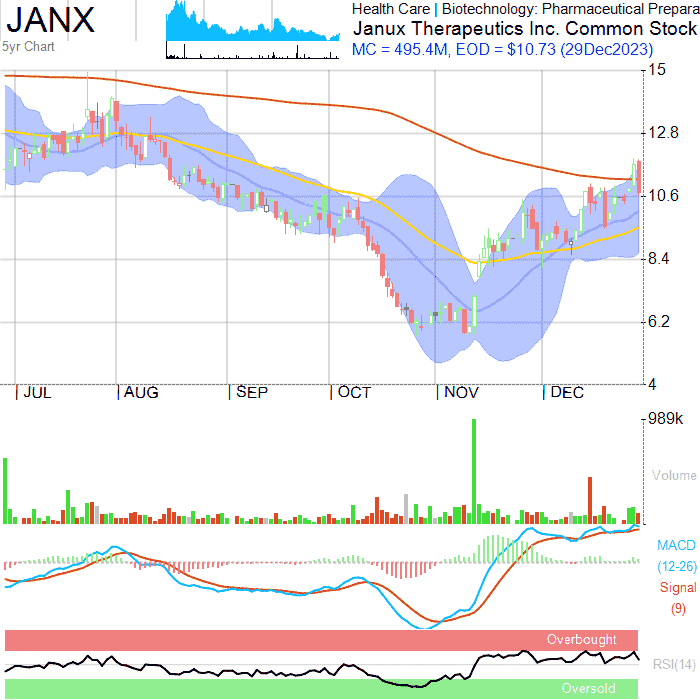 JANX
5yr Chart
Health Care | Biotechnology: Pharmaceutical Prepara
Janux Therapeutics Inc. Common Stock
MC = 495.4M, EOD = $10.73 (29Dec2023)
15
12.8
10.6
8.4
6.2
4
JUL AUG SEP OCT NOV DEC
989k
Volume
MACD
(12-26)
Signal
(9)
Overbought
RSI(14)
Oversold